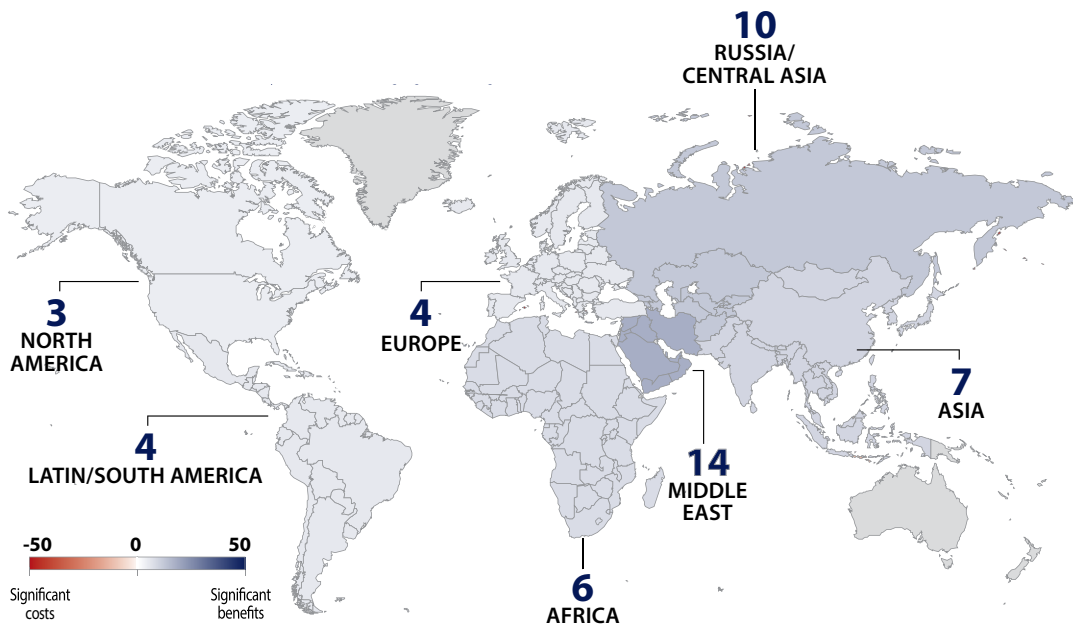 10
RUSSIA/
CENTRAL ASIA
3
NORTH
AMERICA
4
EUROPE
7
ASIA
4
LATIN/SOUTH AMERICA
14
MIDDLE
EAST
6
AFRICA
-50 0 50
Significant
costs
Significant
benefits